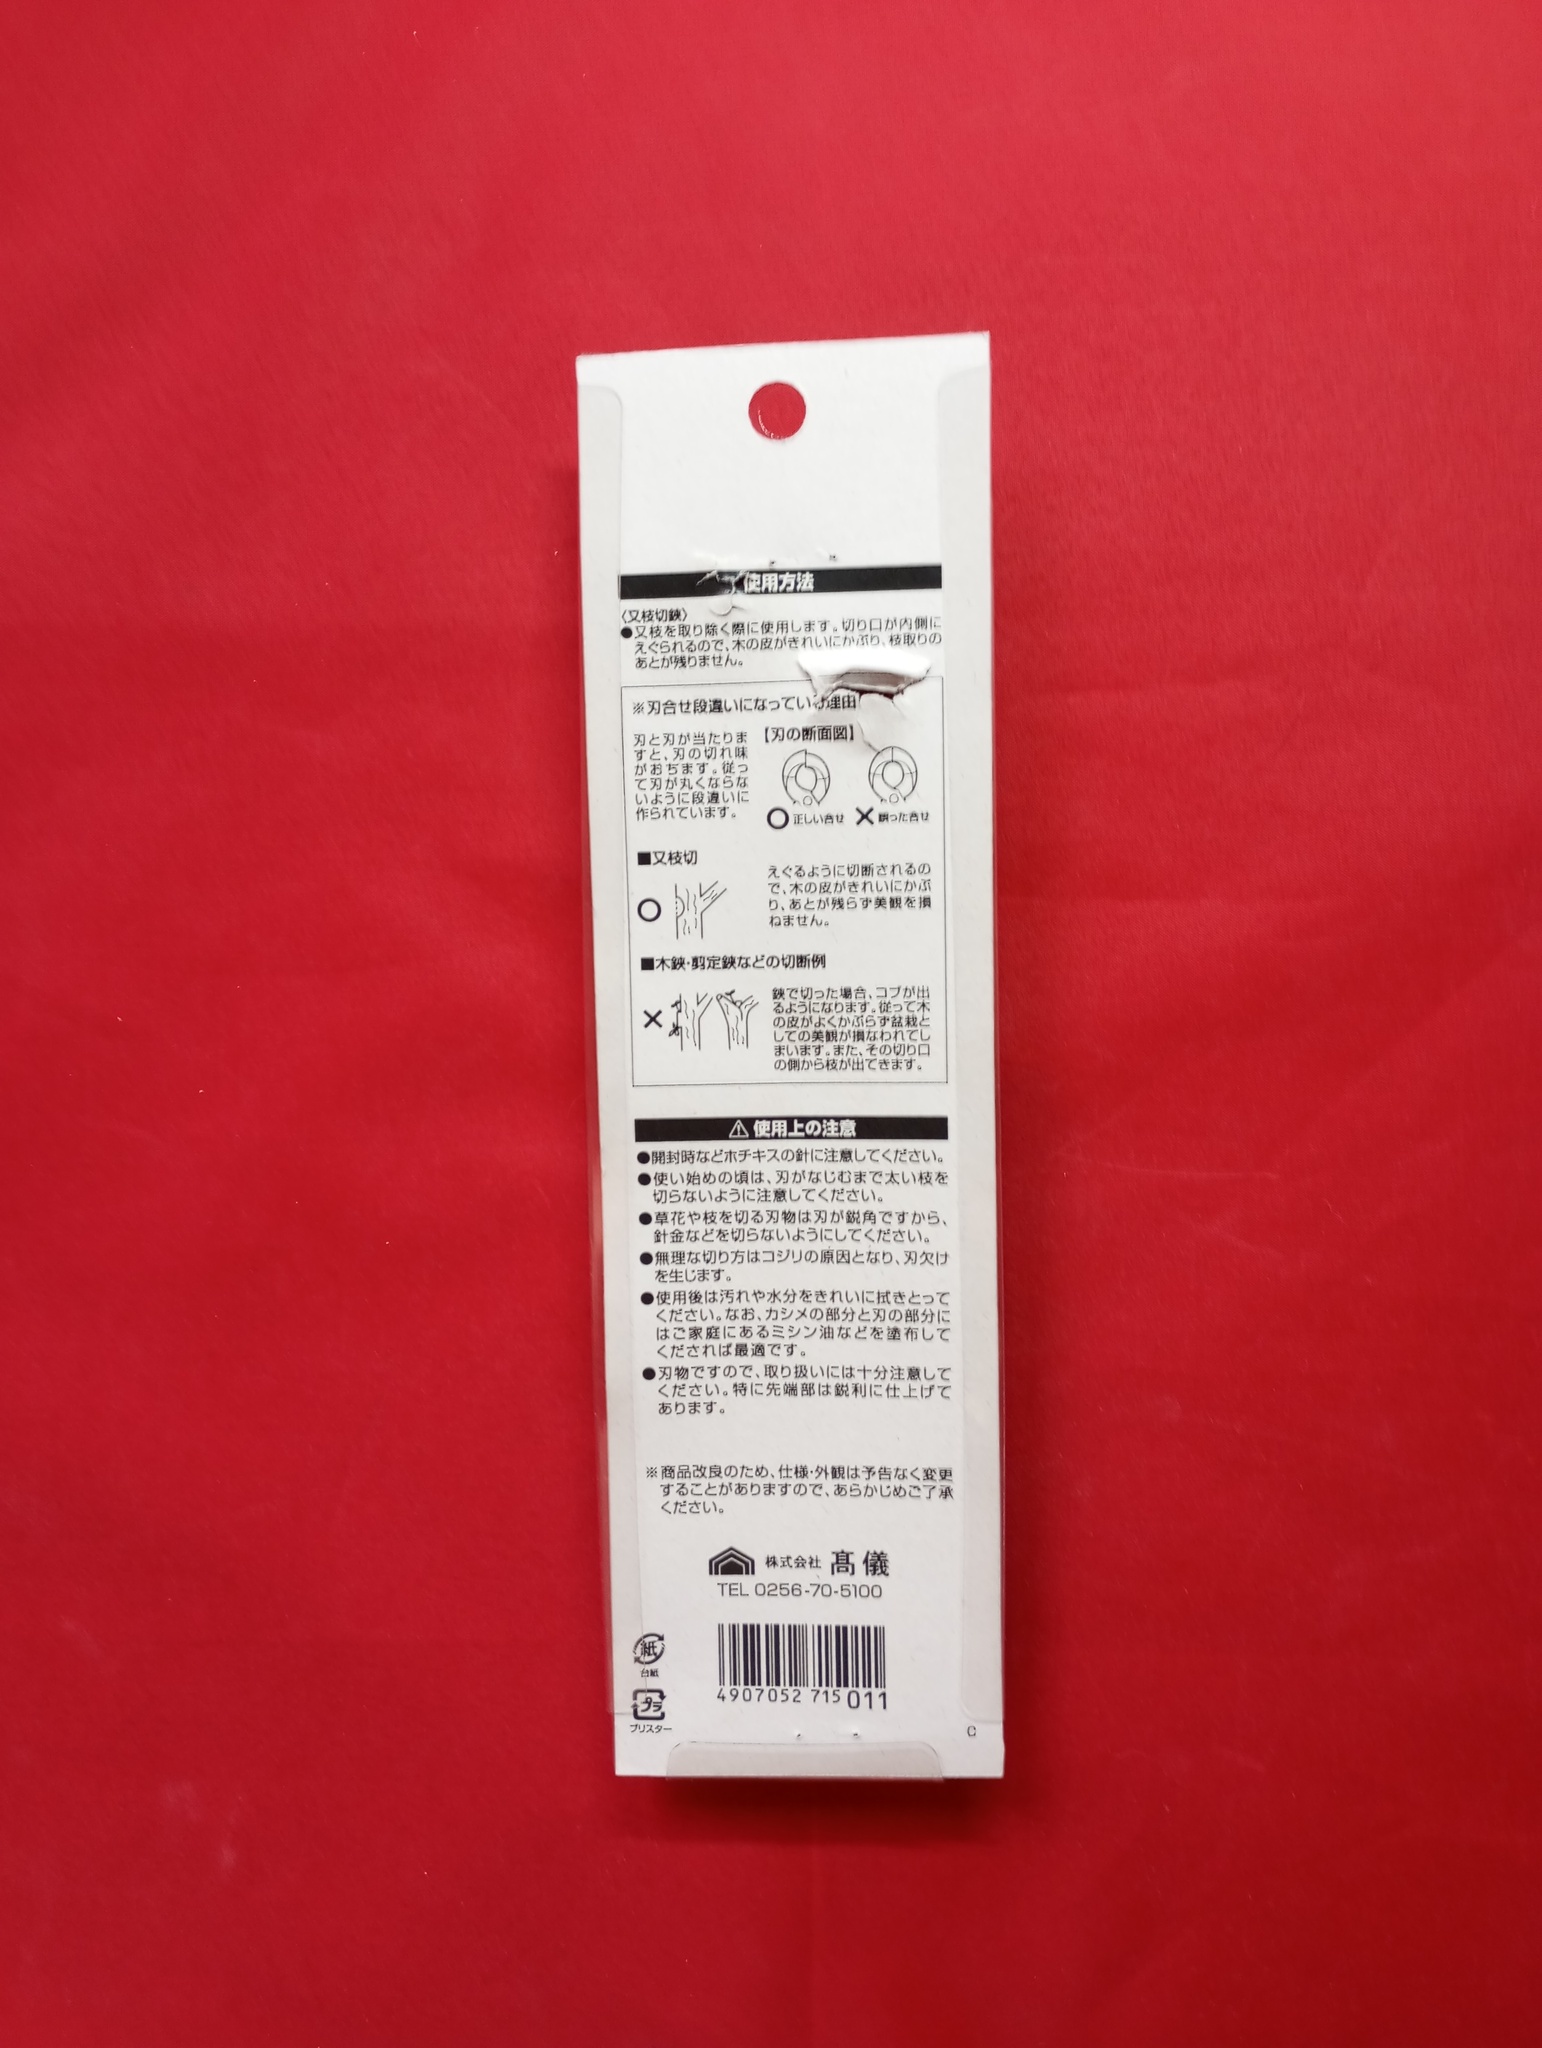 使用方法
〈又枝切鋏〉
●又枝を取り除く際に使用します。切り口が内側に
えぐられるので、木の皮がきれいにかぶり、枝取りの
あとが残りません。
※刃合せ段違いになっている理由
刃と刃が当たりま
すと、刃の切れ味
がおちます。従っ
て刃が丸くならな
いように段違いに
作られています。
【刃の断面図】
○ 正しい合せ × 誤った合せ
■又枝切
○
えぐるように切断されるの
で、木の皮がきれいにかぶ
り、あとが残らず美観を損
ねません。
■木鋏・剪定鋏などの切断例
×
鋏で切った場合、コブが出
るようになります。従って木
の皮がよくかぶらず盆栽と
しての美観が損なわれてし
まいます。また、その切り口
の側から枝が出てきます。
⚠使用上の注意
●開封時などホチキスの針に注意してください。
●使い始めの頃は、刃がなじむまで太い枝を
切らないように注意してください。
●草花や枝を切る刃物は刃が鋭角ですから、
針金などを切らないようにしてください。
●無理な切り方はコジリの原因となり、刃欠け
を生じます。
●使用後は汚れや水分をきれいに拭きとって
ください。なお、カシメの部分と刃の部分に
はご家庭にあるミシン油などを塗布して
くだされば最適です。
●刃物ですので、取り扱いには十分注意して
ください。特に先端部は鋭利に仕上げて
あります。
※商品改良のため、仕様・外観は予告なく変更
することがありますので、あらかじめご了承
ください。
株式会社 髙儀
TEL 0256-70-5100
紙
台紙
プラ
ブリスター
4907052 715011
C